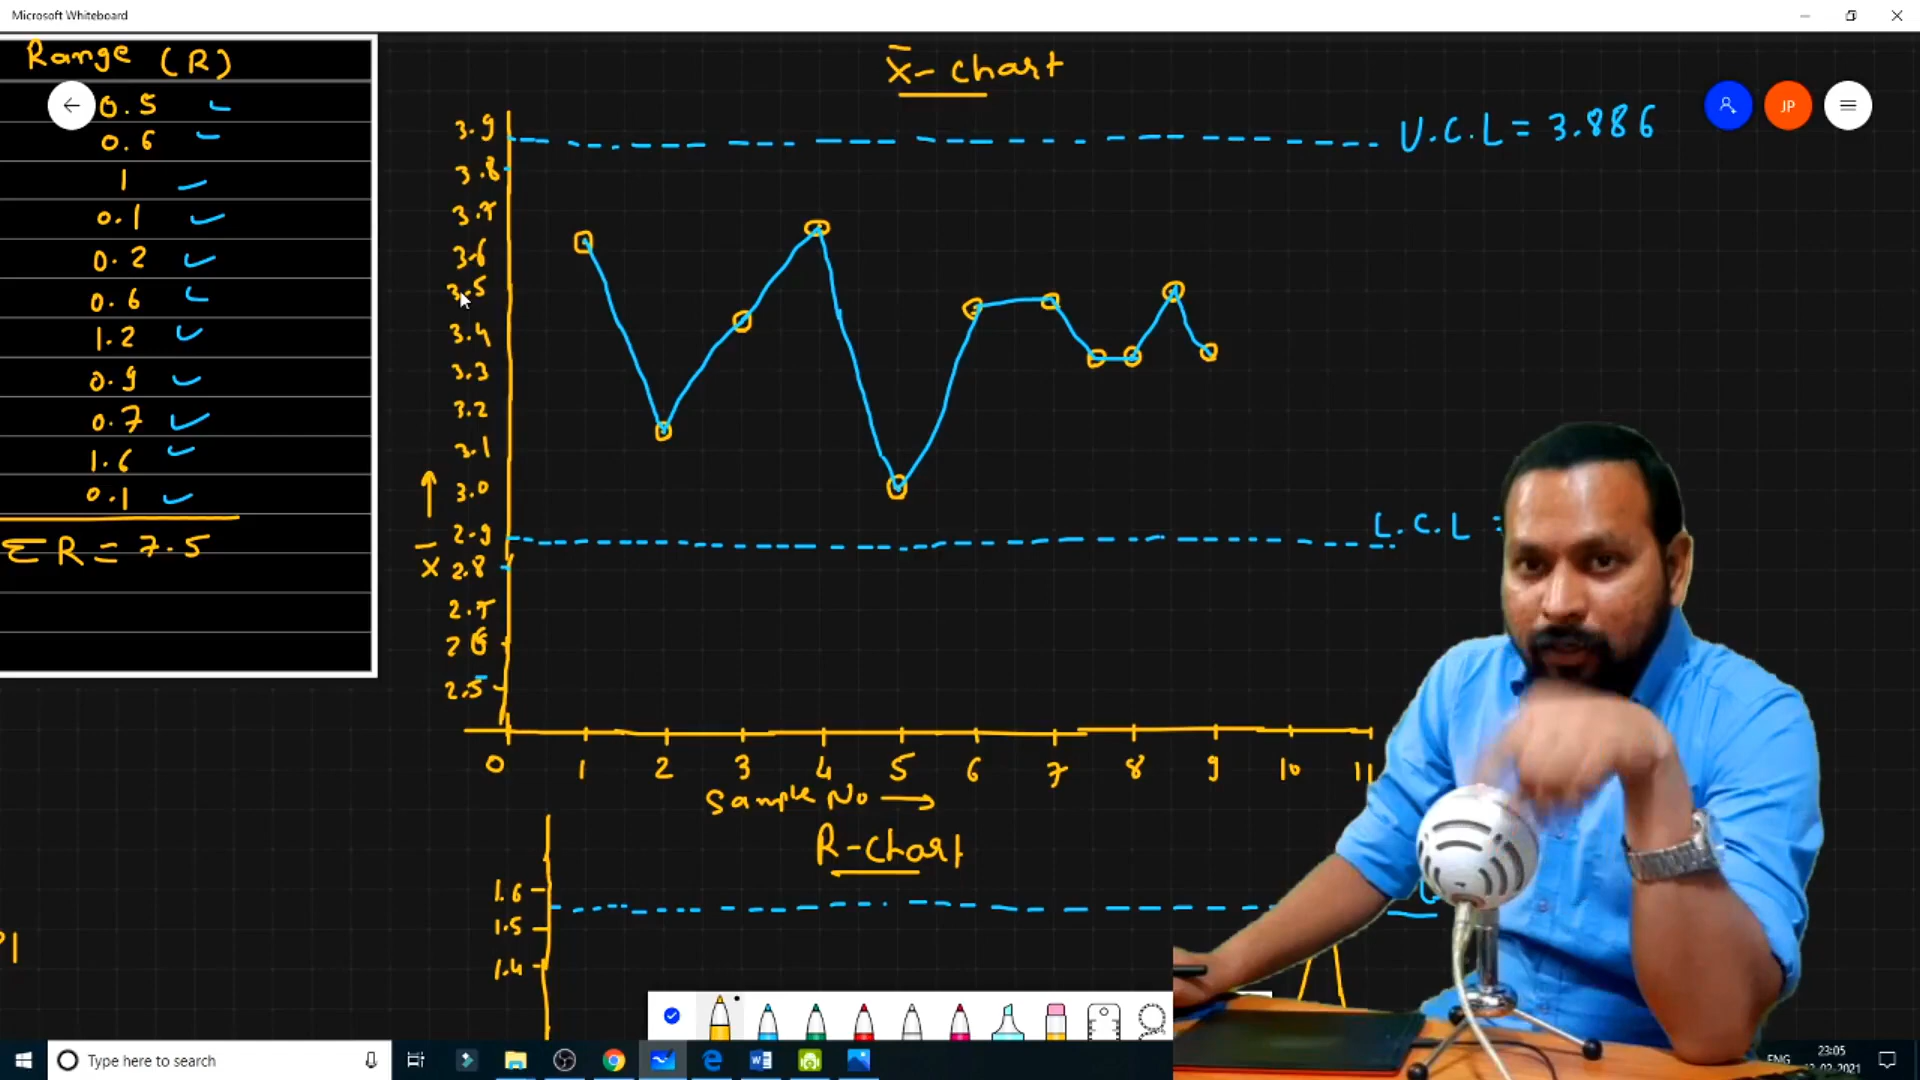 Microsoft Whiteboard
Range (R)
0.5
0.6
1
0.1
0.2
0.6
1.2
0.9
0.7
1.6
0.1
ΣR = 7.5
X̄-chart
3.9
3.8
3.7
3.6
3.5
3.4
3.3
3.2
3.1
3.0
2.9
2.8
2.7
2.6
2.5
X̄
U.C.L = 3.886
L.C.L =
JP
0 1 2 3 4 5 6 7 8 9 10 11
Sample No
R-chart
1.6
1.5
1.4
Type here to search
ENG
23:05